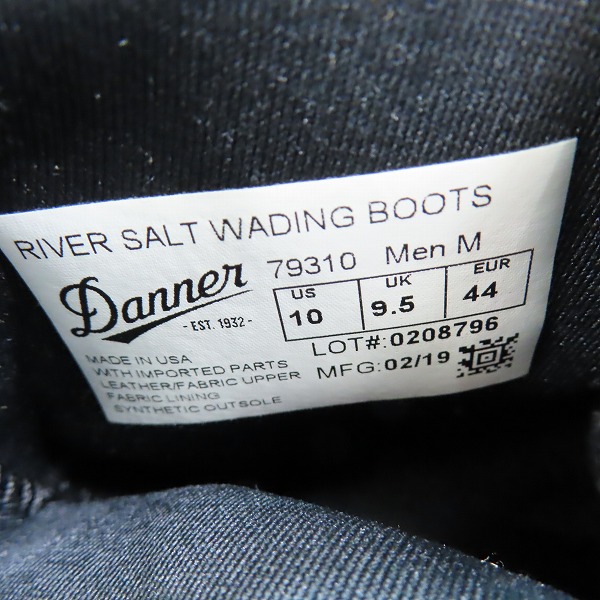 RIVER SALT WADING BOOTS
Danner
- EST. 1932 -
79310 Men M
US UK EUR
10 9.5 44
LOT#:0208796
MFG:02/19
MADE IN USA
WITH IMPORTED PARTS
LEATHER/FABRIC UPPER
FABRIC LINING
SYNTHETIC OUTSOLE